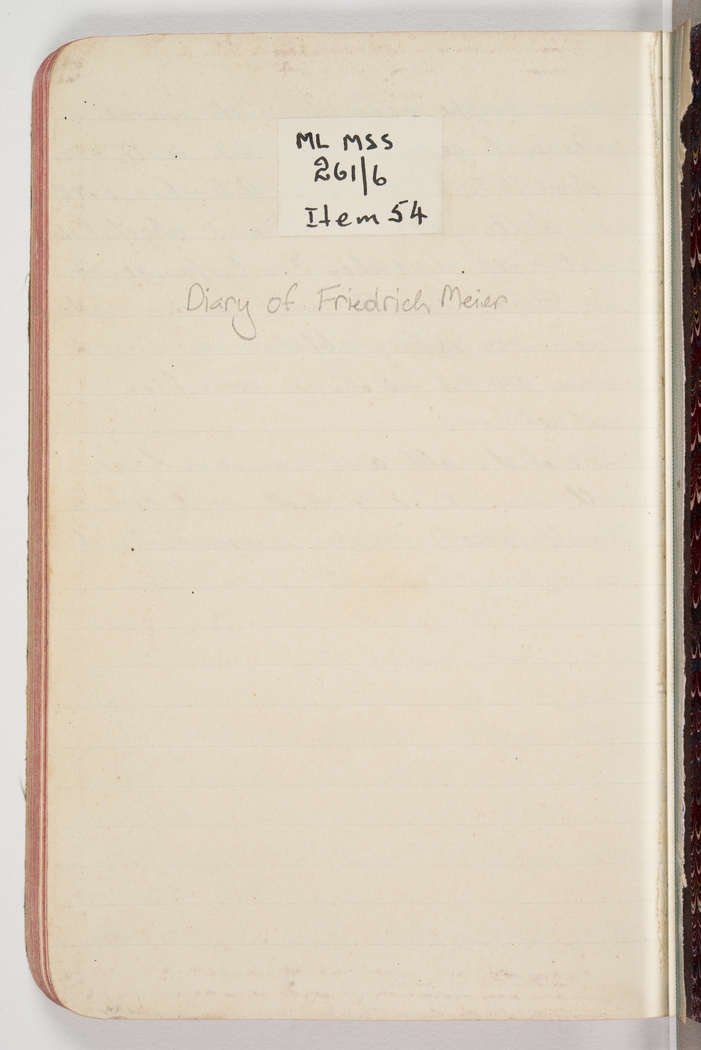 ML MSS
261/6
Item 54
Diary of Friedrich Meier